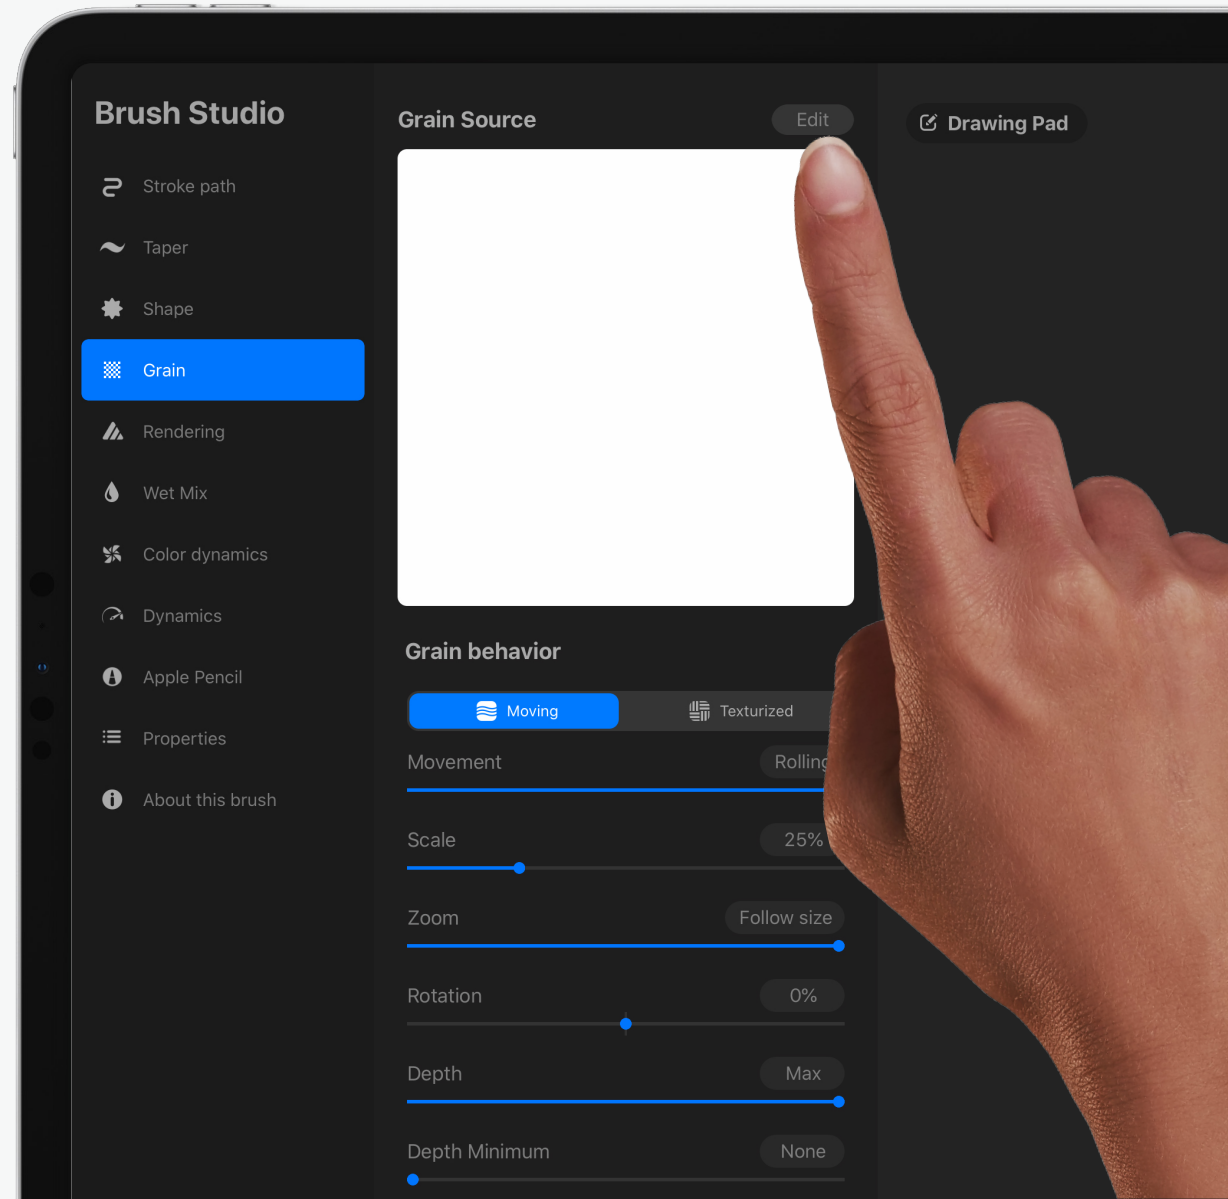 Brush Studio
Stroke path
Taper
Shape
Grain
Rendering
Wet Mix
Color dynamics
Dynamics
Apple Pencil
Properties
About this brush
Grain Source
Edit
Grain behavior
Moving
Texturized
Movement
Rolling
Scale
25%
Zoom
Follow size
Rotation
0%
Depth
Max
Depth Minimum
None
Drawing Pad